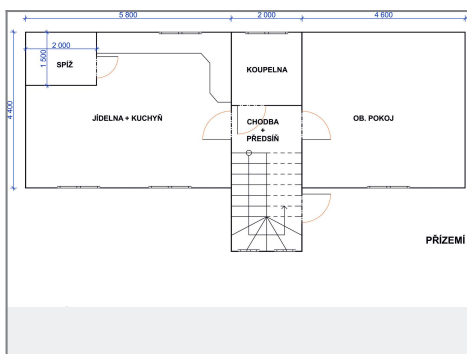 5 800
2 000
4 600
2 000
1 500
SPÍŽ
KOUPELNA
4 400
JÍDELNA + KUCHYŇ
CHODBA
+
PŘEDSÍŇ
OB. POKOJ
PŘÍZEMÍ